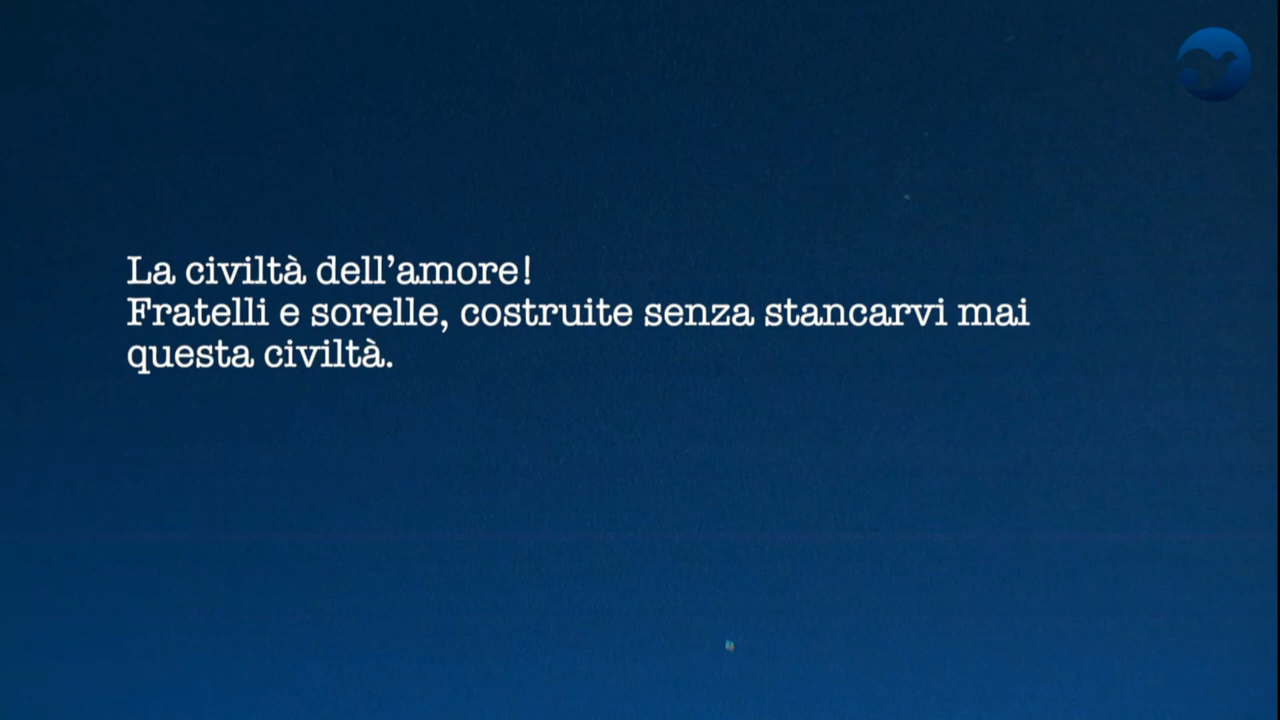 La civiltà dell’amore!
Fratelli e sorelle, costruite senza stancarvi mai
questa civiltà.